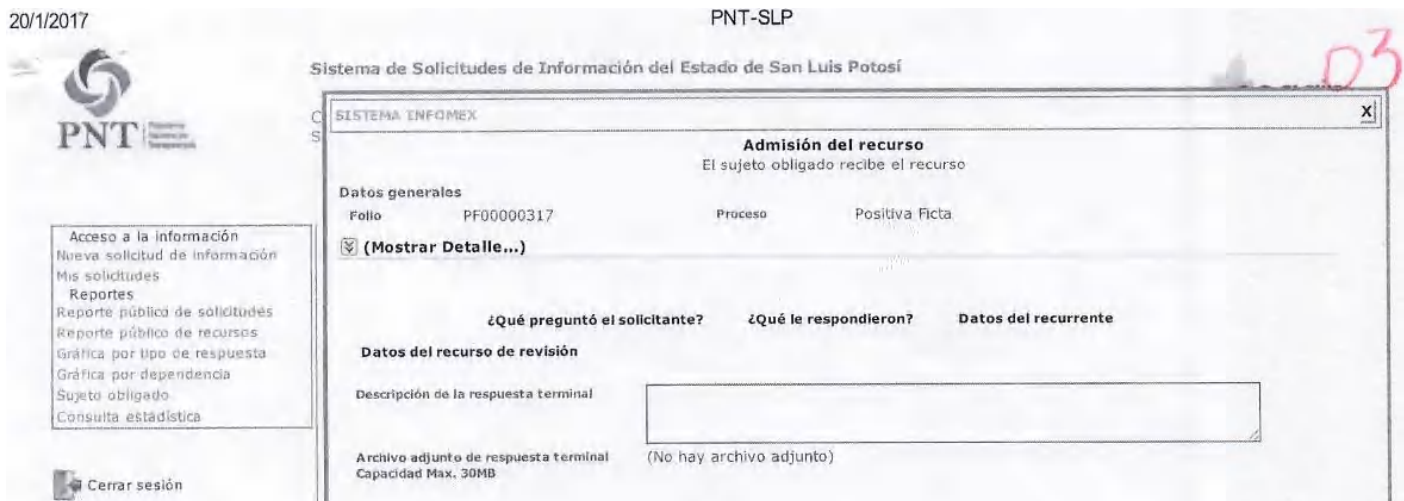 20/1/2017
PNT-SLP
03
Sistema de Solicitudes de Información del Estado de San Luis Potosí
PNT
SISTEMA INFOMEX
X
Admisión del recurso
El sujeto obligado recibe el recurso
Datos generales
Folio PF00000317 Proceso Positiva Ficta
(Mostrar Detalle...)
Acceso a la información
Nueva solicitud de información
Mis solicitudes
Reportes
Reporte público de solicitudes
Reporte público de recursos
Gráfica por tipo de respuesta
Gráfica por dependencia
Sujeto obligado
Consulta estadística
Cerrar sesión
¿Qué preguntó el solicitante? ¿Qué le respondieron? Datos del recurrente
Datos del recurso de revisión
Descripción de la respuesta terminal
Archivo adjunto de respuesta terminal (No hay archivo adjunto)
Capacidad Max. 30MB